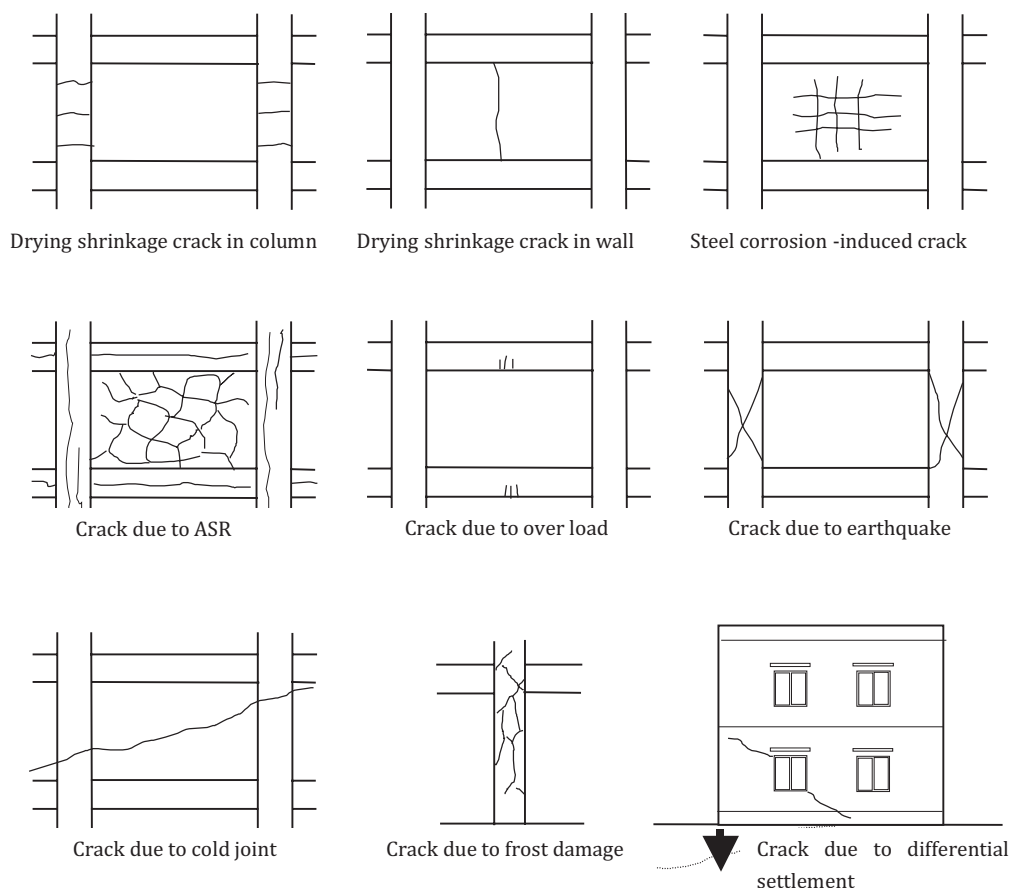 Drying shrinkage crack in column
Drying shrinkage crack in wall
Steel corrosion -induced crack
Crack due to ASR
Crack due to over load
Crack due to earthquake
Crack due to cold joint
Crack due to frost damage
Crack due to differential
settlement